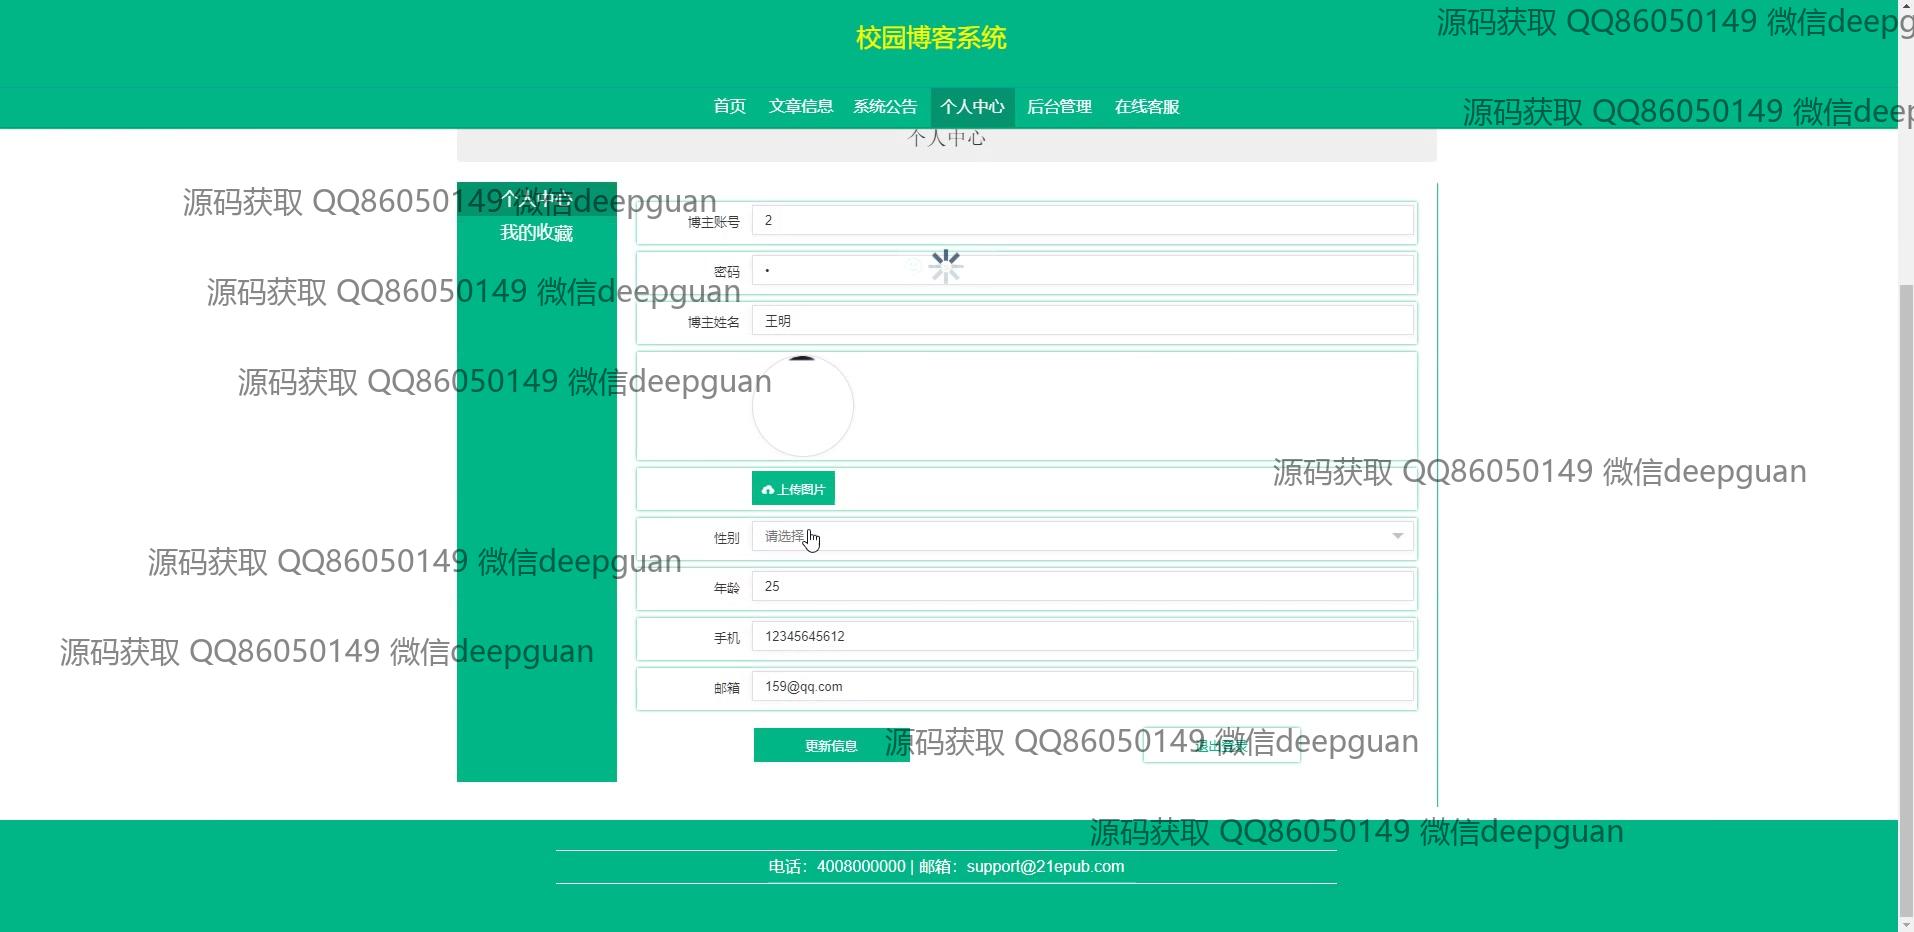 校园博客系统
源码获取 QQ86050149 微信deepg
首页 文章信息 系统公告 个人中心 后台管理 在线客服
源码获取 QQ86050149 微信deep
个人中心
个人中心
源码获取 QQ86050149 微信deepguan
我的收藏
博主账号 2
密码 •
源码获取 QQ86050149 微信deepguan
博主姓名 王明
源码获取 QQ86050149 微信deepguan
源码获取 QQ86050149 微信deepguan
上传图片
性别 请选择
源码获取 QQ86050149 微信deepguan
年龄 25
手机 12345645612
源码获取 QQ86050149 微信deepguan
邮箱 159@qq.com
更新信息 退出登录
源码获取 QQ86050149 微信deepguan
源码获取 QQ86050149 微信deepguan
电话：4008000000 | 邮箱：support@21epub.com